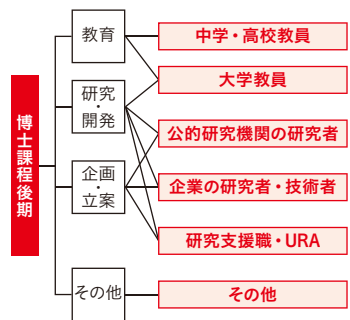 博士課程後期
教育
研究
・
開発
企画
・
立案
その他
中学・高校教員
大学教員
公的研究機関の研究者
企業の研究者・技術者
研究支援職・URA
その他